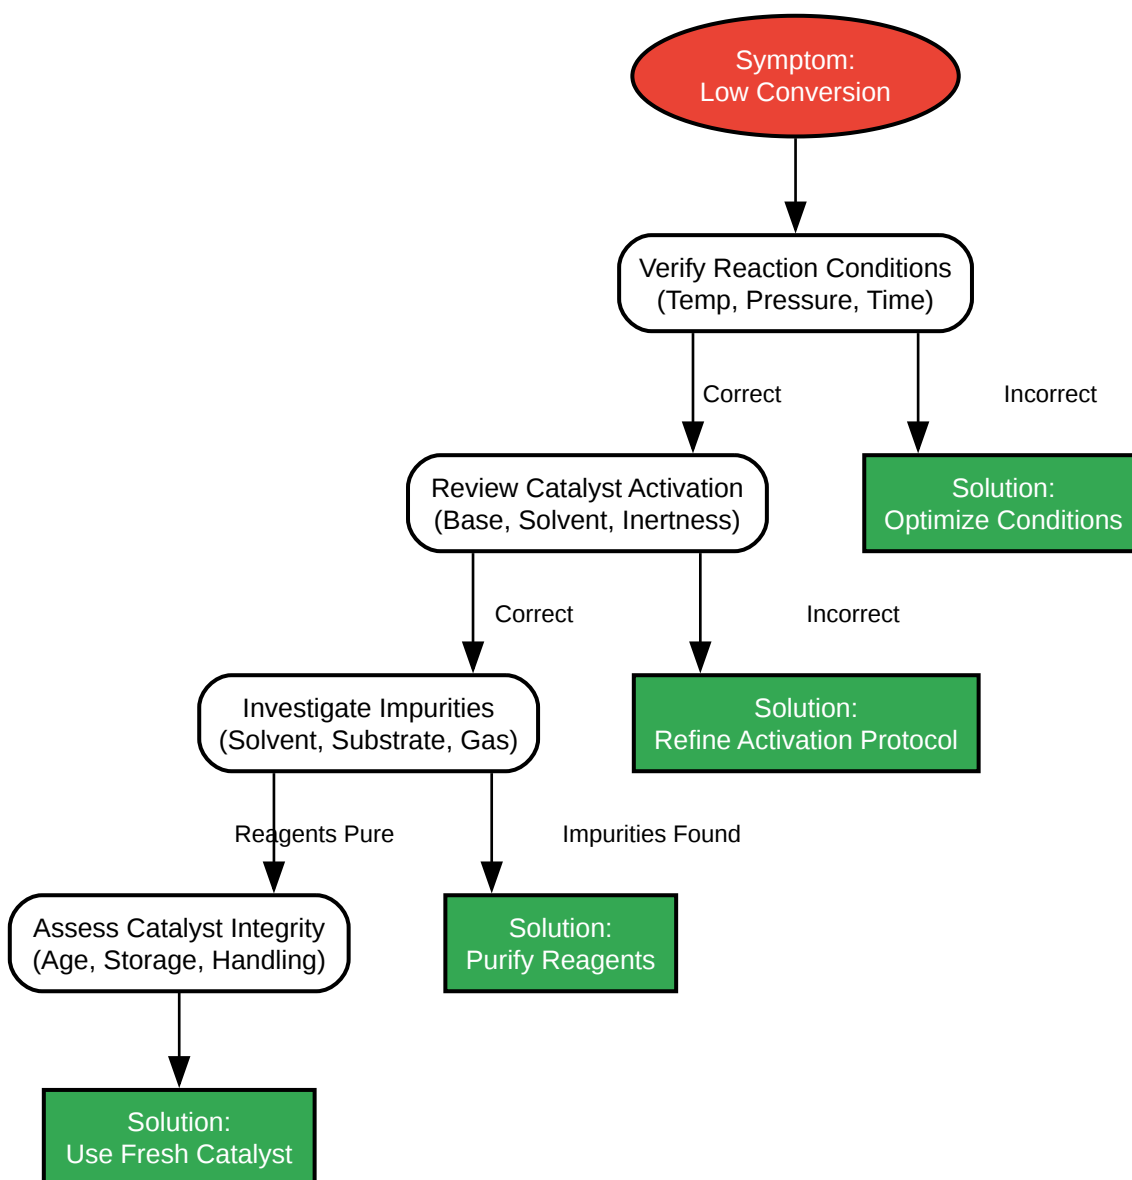 Symptom:
Low Conversion
Verify Reaction Conditions
(Temp, Pressure, Time)
Correct
Incorrect
Review Catalyst Activation
(Base, Solvent, Inertness)
Solution:
Optimize Conditions
Correct
Incorrect
Investigate Impurities
(Solvent, Substrate, Gas)
Solution:
Refine Activation Protocol
Reagents Pure
Impurities Found
Assess Catalyst Integrity
(Age, Storage, Handling)
Solution:
Purify Reagents
Solution:
Use Fresh Catalyst